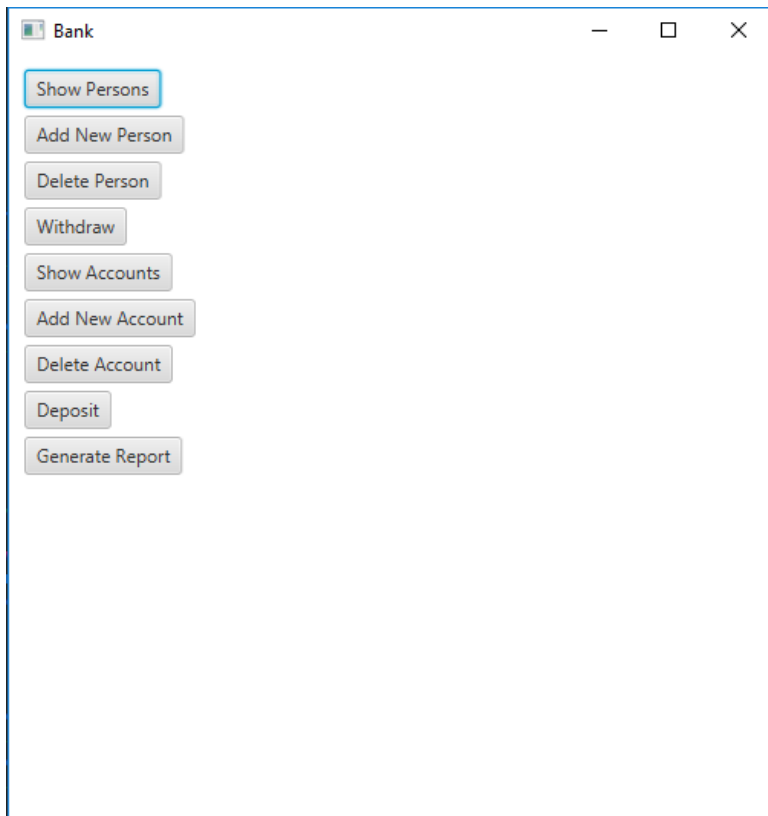 Bank
Show Persons
Add New Person
Delete Person
Withdraw
Show Accounts
Add New Account
Delete Account
Deposit
Generate Report